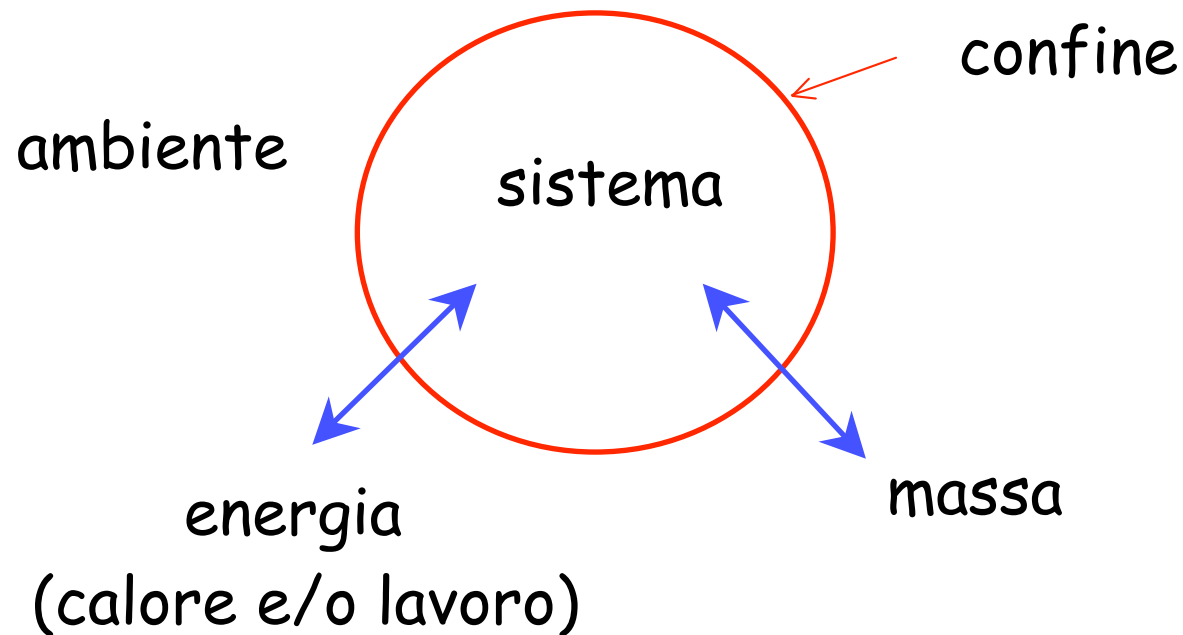 confine
ambiente
sistema
energia
(calore e/o lavoro)
massa